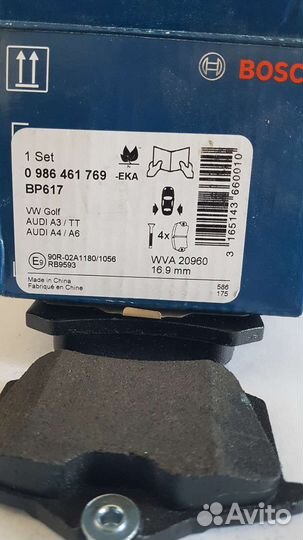 BOSC
1 Set
0 986 461 769
-EKA
BP617
VW Golf
AUDI A3 / TT
AUDI A4 / A6
4x
E9 90R-02A1180/1056
RB9593
WVA 20960
16.9 mm
Made in China
Fabriqué en Chine
586
175
3 165143 660010
Avito